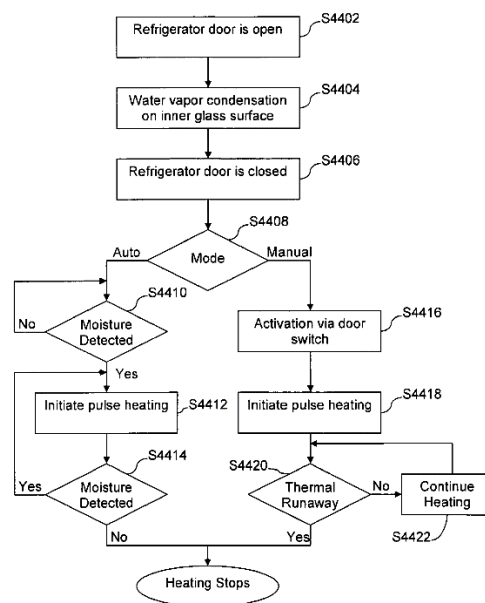 Refrigerator door is open
S4402
Water vapor condensation
on inner glass surface
S4404
Refrigerator door is closed
S4406
Mode
S4408
Auto
Manual
Moisture
Detected
S4410
No
Yes
Activation via door
switch
S4416
Initiate pulse heating
S4412
Initiate pulse heating
S4418
Moisture
Detected
S4414
Yes
No
Thermal
Runaway
S4420
No
Yes
Continue
Heating
S4422
Heating Stops